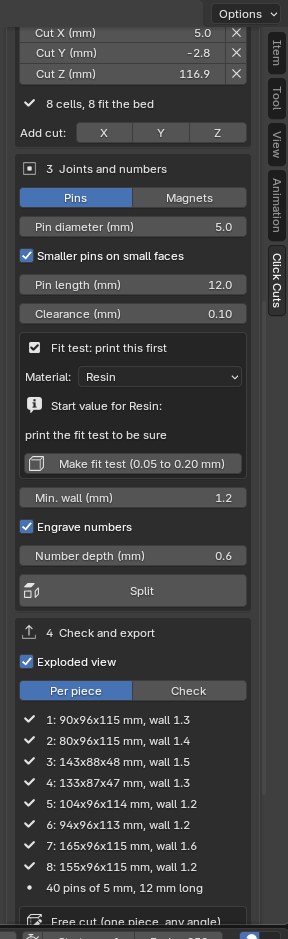 Options
Cut X (mm) 5.0
Cut Y (mm) -2.8
Cut Z (mm) 116.9
8 cells, 8 fit the bed
Add cut: X Y Z
3 Joints and numbers
Pins Magnets
Pin diameter (mm) 5.0
Smaller pins on small faces
Pin length (mm) 12.0
Clearance (mm) 0.10
Fit test: print this first
Material: Resin
Start value for Resin:
print the fit test to be sure
Make fit test (0.05 to 0.20 mm)
Min. wall (mm) 1.2
Engrave numbers
Number depth (mm) 0.6
Split
4 Check and export
Exploded view
Per piece Check
1: 90x96x115 mm, wall 1.3
2: 80x96x115 mm, wall 1.4
3: 143x88x48 mm, wall 1.5
4: 133x87x47 mm, wall 1.3
5: 104x96x114 mm, wall 1.2
6: 94x96x113 mm, wall 1.2
7: 165x96x115 mm, wall 1.6
8: 155x96x115 mm, wall 1.2
40 pins of 5 mm, 12 mm long
Free cut (one piece, any angle)
Item
Tool
View
Animation
Click Cuts